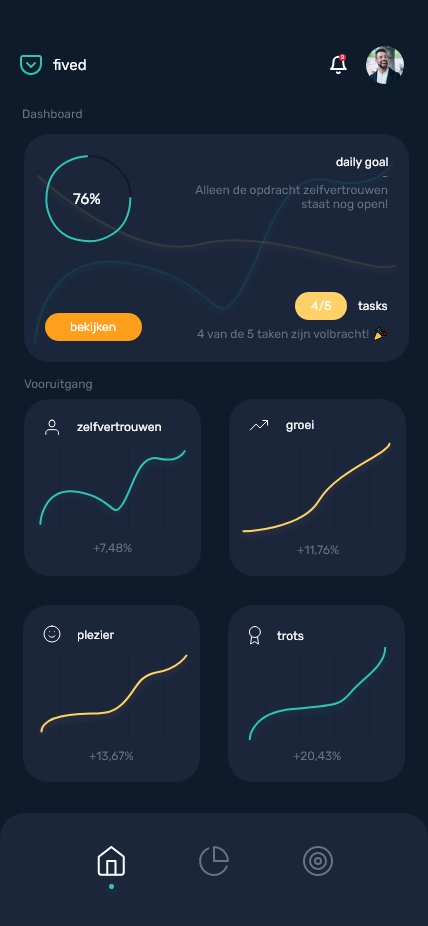 fived
Dashboard
daily goal
76%
Alleen de opdracht zelfvertrouwen
staat nog open!
4/5 tasks
bekijken
4 van de 5 taken zijn volbracht! 🎉
Vooruitgang
zelfvertrouwen
groei
+7,48%
+11,76%
plezier
trots
+13,67%
+20,43%